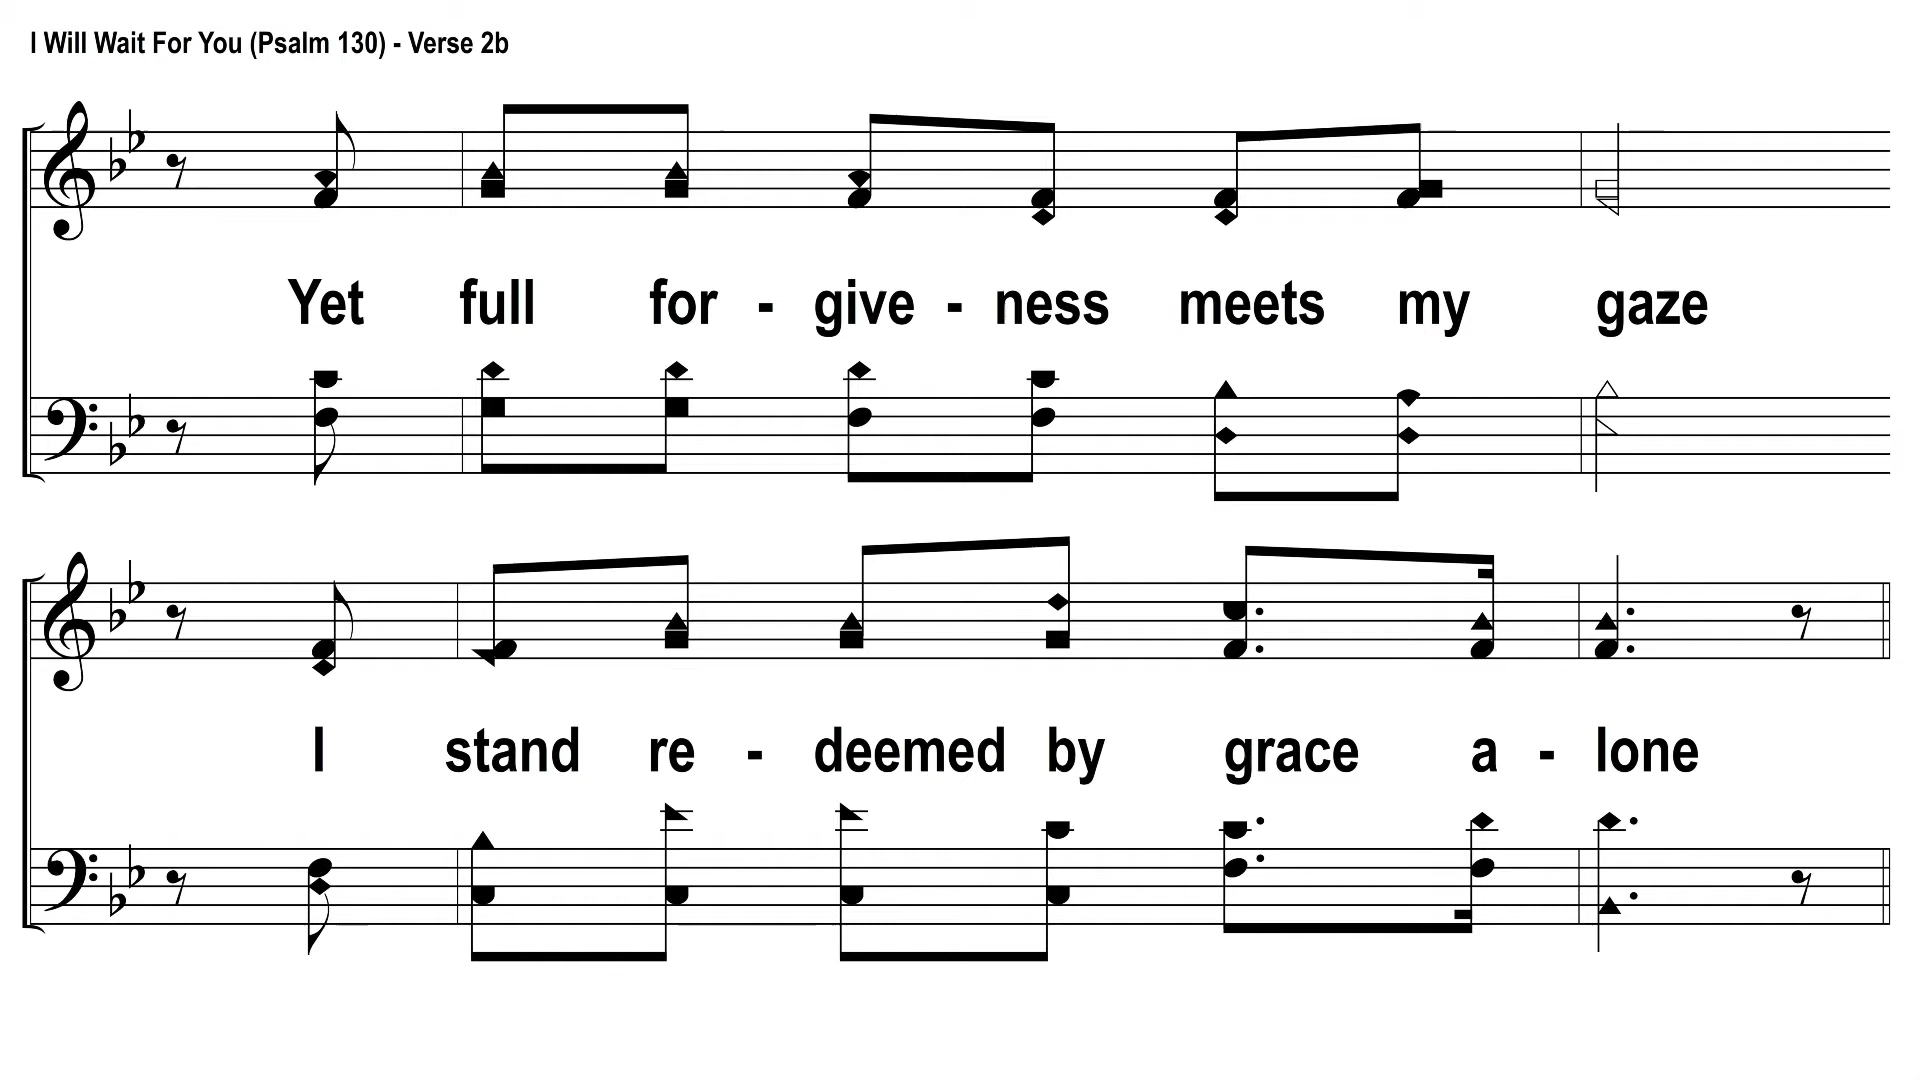 I Will Wait For You (Psalm 130) - Verse 2b
Yet full for - give - ness meets my gaze
I stand re - deemed by grace a - lone